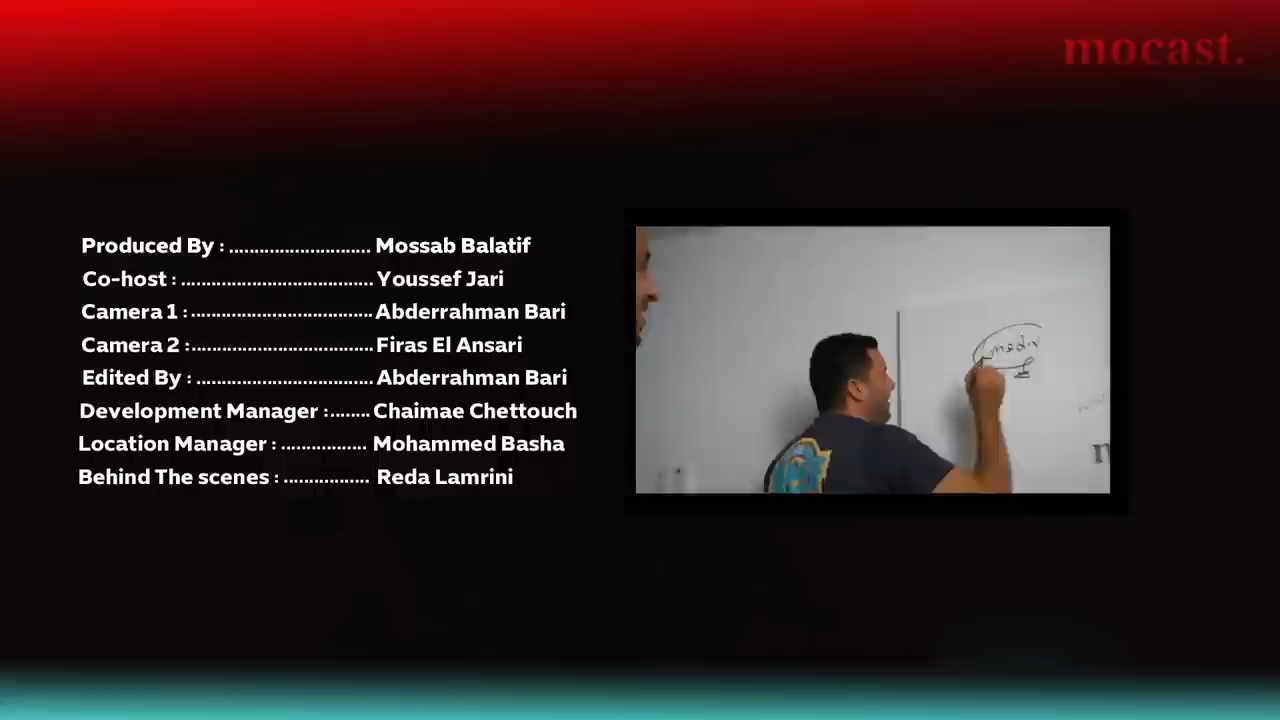 mocast.
Produced By : ............................ Mossab Balatif
Co-host : ...................................... Youssef Jari
Camera 1 : .................................... Abderrahman Bari
Camera 2 : .................................... Firas El Ansari
Edited By : ................................... Abderrahman Bari
Development Manager : ........ Chaimae Chettouch
Location Manager : ................. Mohammed Basha
Behind The scenes : ................. Reda Lamrini